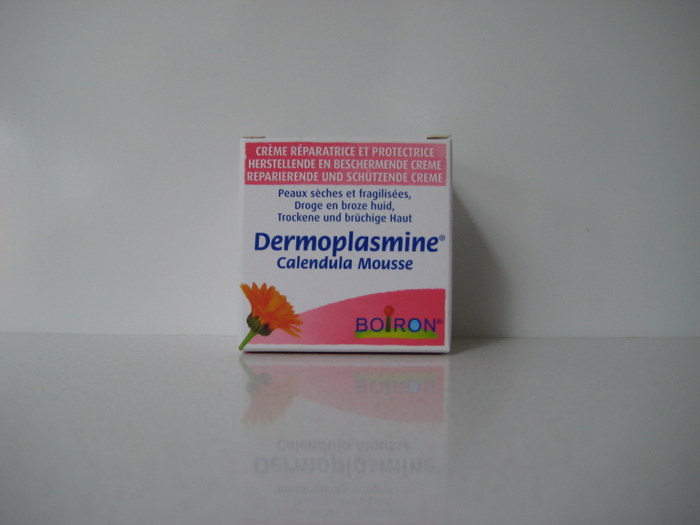 CRÈME RÉPARATRICE ET PROTECTRICE
HERSTELLENDE EN BESCHERMENDE CREME
REPARIERENDE UND SCHÜTZENDE CREME
Peaux sèches et fragilisées,
Droge en broze huid,
Trockene und brüchige Haut
Dermoplasmine®
Calendula Mousse
BOIRON®